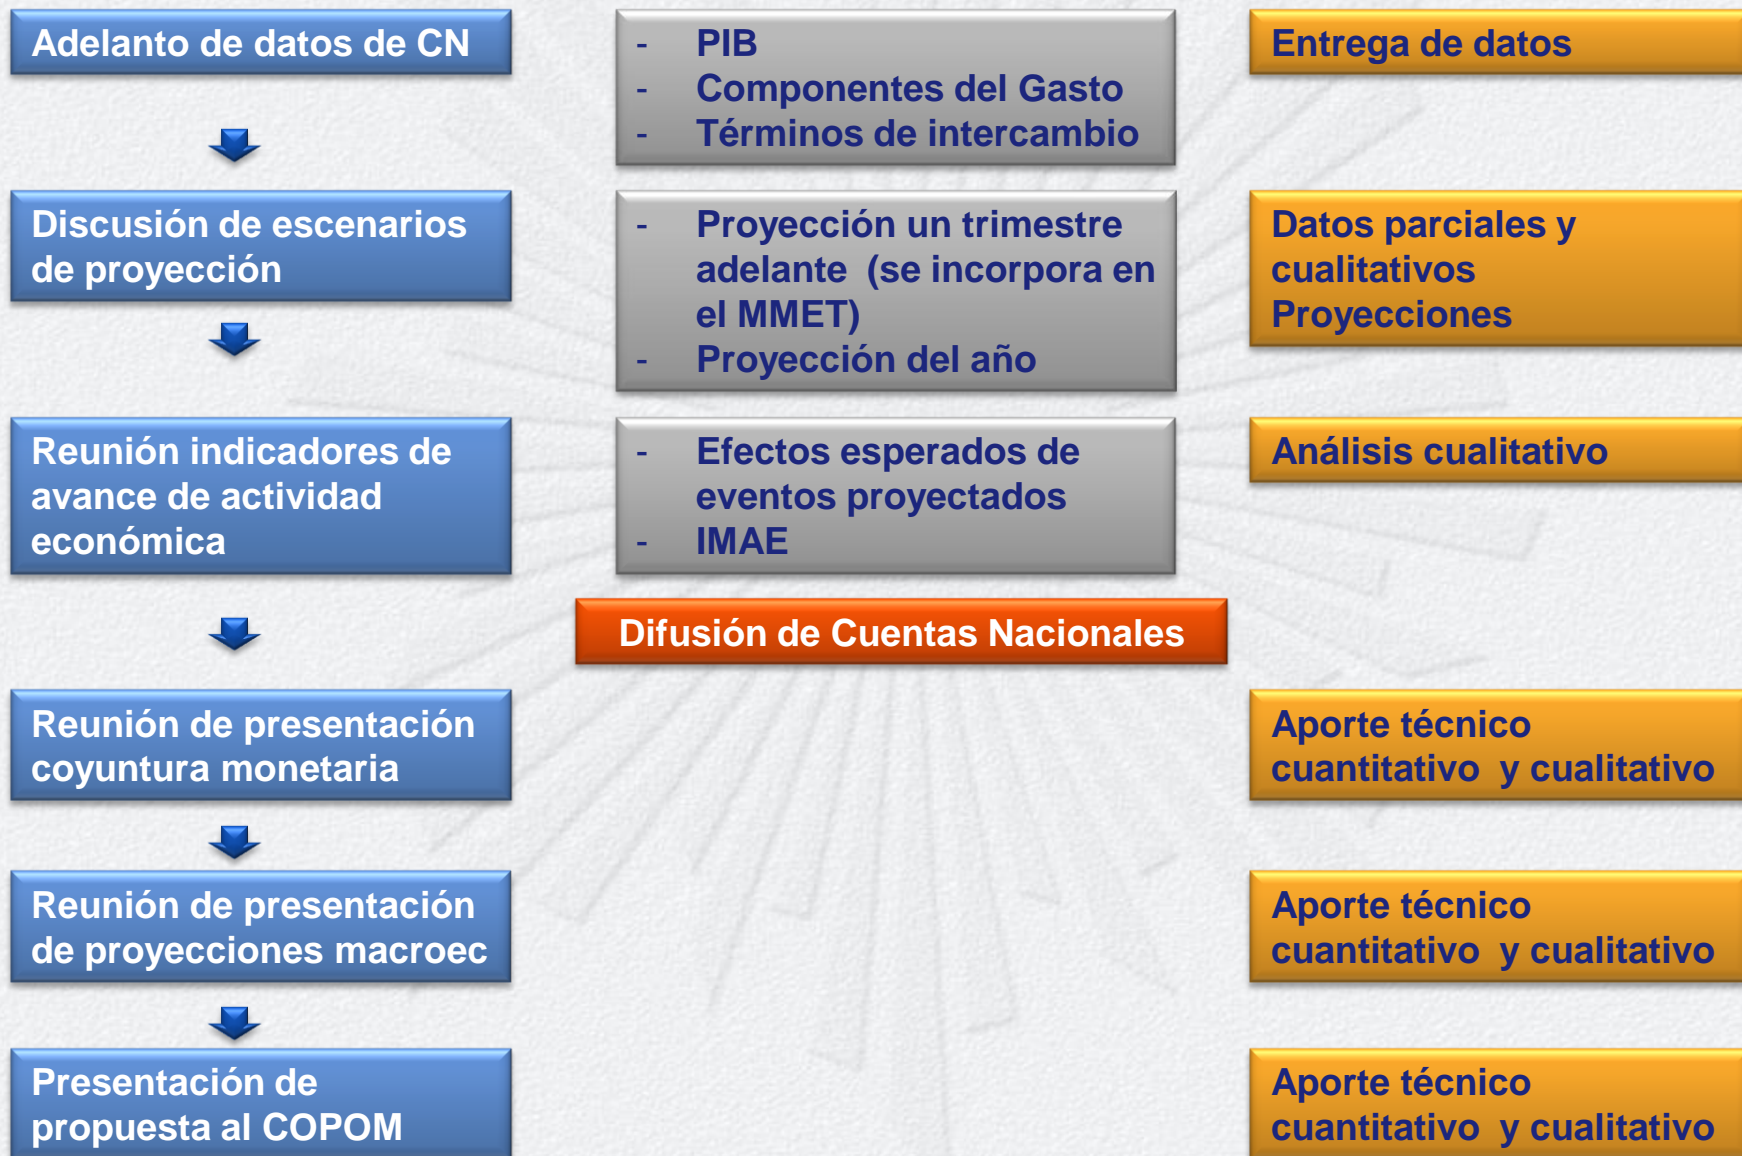 Adelanto de datos de CN
- PIB
- Componentes del Gasto
- Términos de intercambio
Entrega de datos
Discusión de escenarios
de proyección
- Proyección un trimestre
adelante (se incorpora en
el MMET)
- Proyección del año
Datos parciales y
cualitativos
Proyecciones
Reunión indicadores de
avance de actividad
económica
- Efectos esperados de
eventos proyectados
- IMAE
Análisis cualitativo
Difusión de Cuentas Nacionales
Reunión de presentación
coyuntura monetaria
Aporte técnico
cuantitativo y cualitativo
Reunión de presentación
de proyecciones macroec
Aporte técnico
cuantitativo y cualitativo
Presentación de
propuesta al COPOM
Aporte técnico
cuantitativo y cualitativo